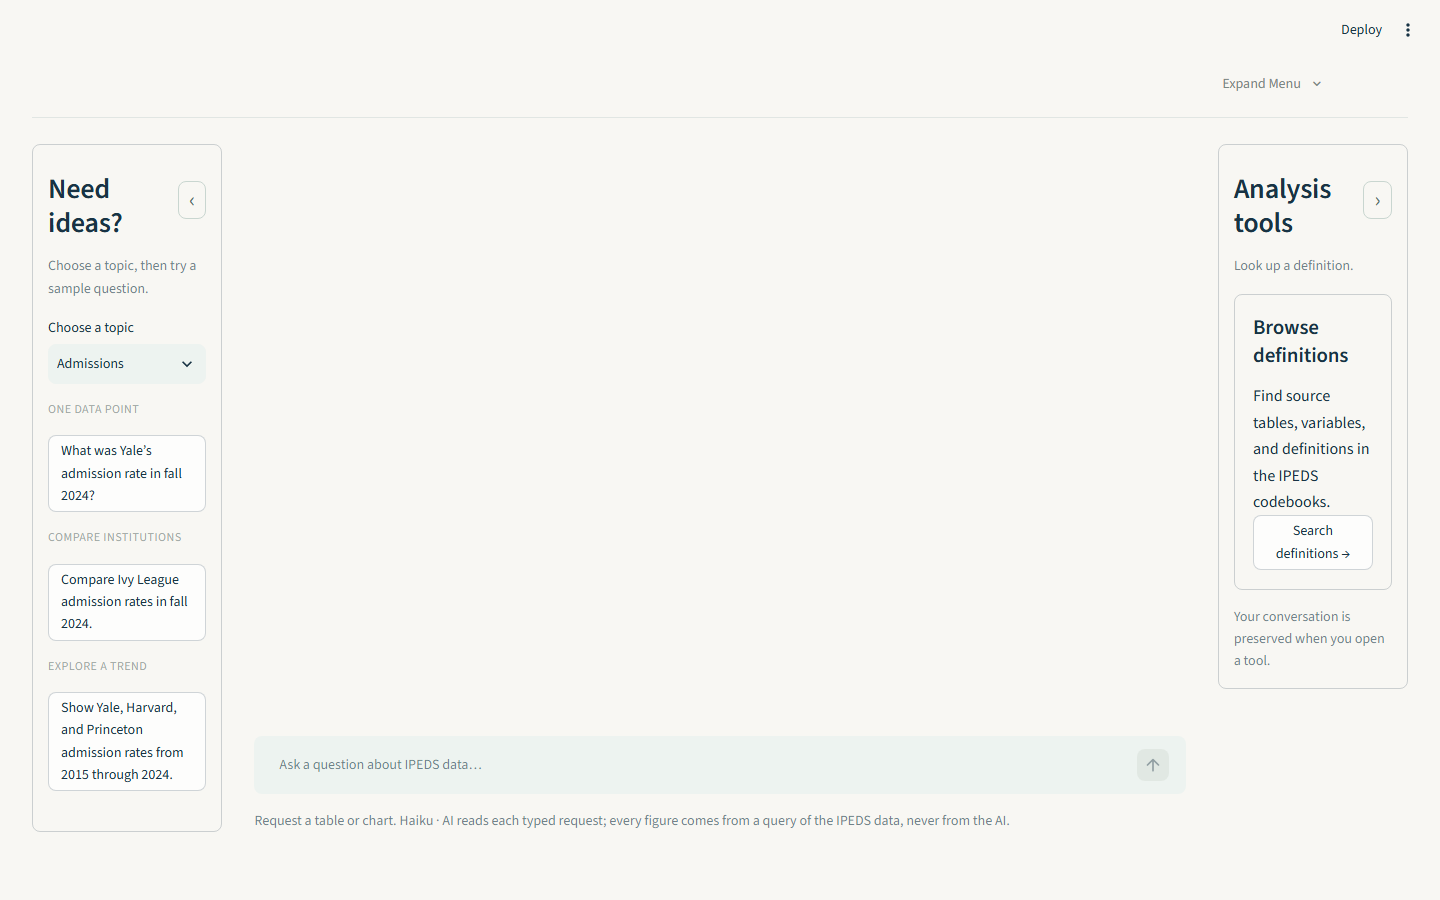 Deploy
Expand Menu
Need
ideas?
Choose a topic, then try a
sample question.
Choose a topic
Admissions
ONE DATA POINT
What was Yale’s
admission rate in fall
2024?
COMPARE INSTITUTIONS
Compare Ivy League
admission rates in fall
2024.
EXPLORE A TREND
Show Yale, Harvard,
and Princeton
admission rates from
2015 through 2024.
Ask a question about IPEDS data…
Request a table or chart. Haiku · AI reads each typed request; every figure comes from a query of the IPEDS data, never from the AI.
Analysis
tools
Look up a definition.
Browse
definitions
Find source
tables, variables,
and definitions in
the IPEDS
codebooks.
Search
definitions →
Your conversation is
preserved when you open
a tool.